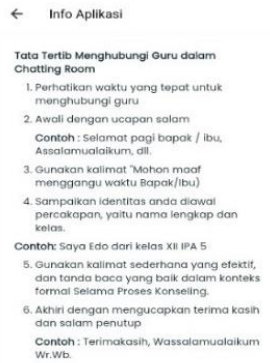 Info Aplikasi
Tata Tertib Menghubungi Guru dalam
Chatting Room
1. Perhatikan waktu yang tepat untuk
menghubungi guru
2. Awali dengan ucapan salam
Contoh : Selamat pagi bapak / ibu,
Assalamualaikum, dll.
3. Gunakan kalimat "Mohon maaf
menggangu waktu Bapak/Ibu)
4. Sampaikan identitas anda diawal
percakapan, yaitu nama lengkap dan
kelas.
Contoh: Saya Edo dari kelas XII IPA 5
5. Gunakan kalimat sederhana yang efektif,
dan tanda baca yang baik dalam konteks
formal Selama Proses Konseling.
6. Akhiri dengan mengucapkan terima kasih
dan salam penutup
Contoh : Terimakasih, Wassalamualaikum
Wr.Wb.